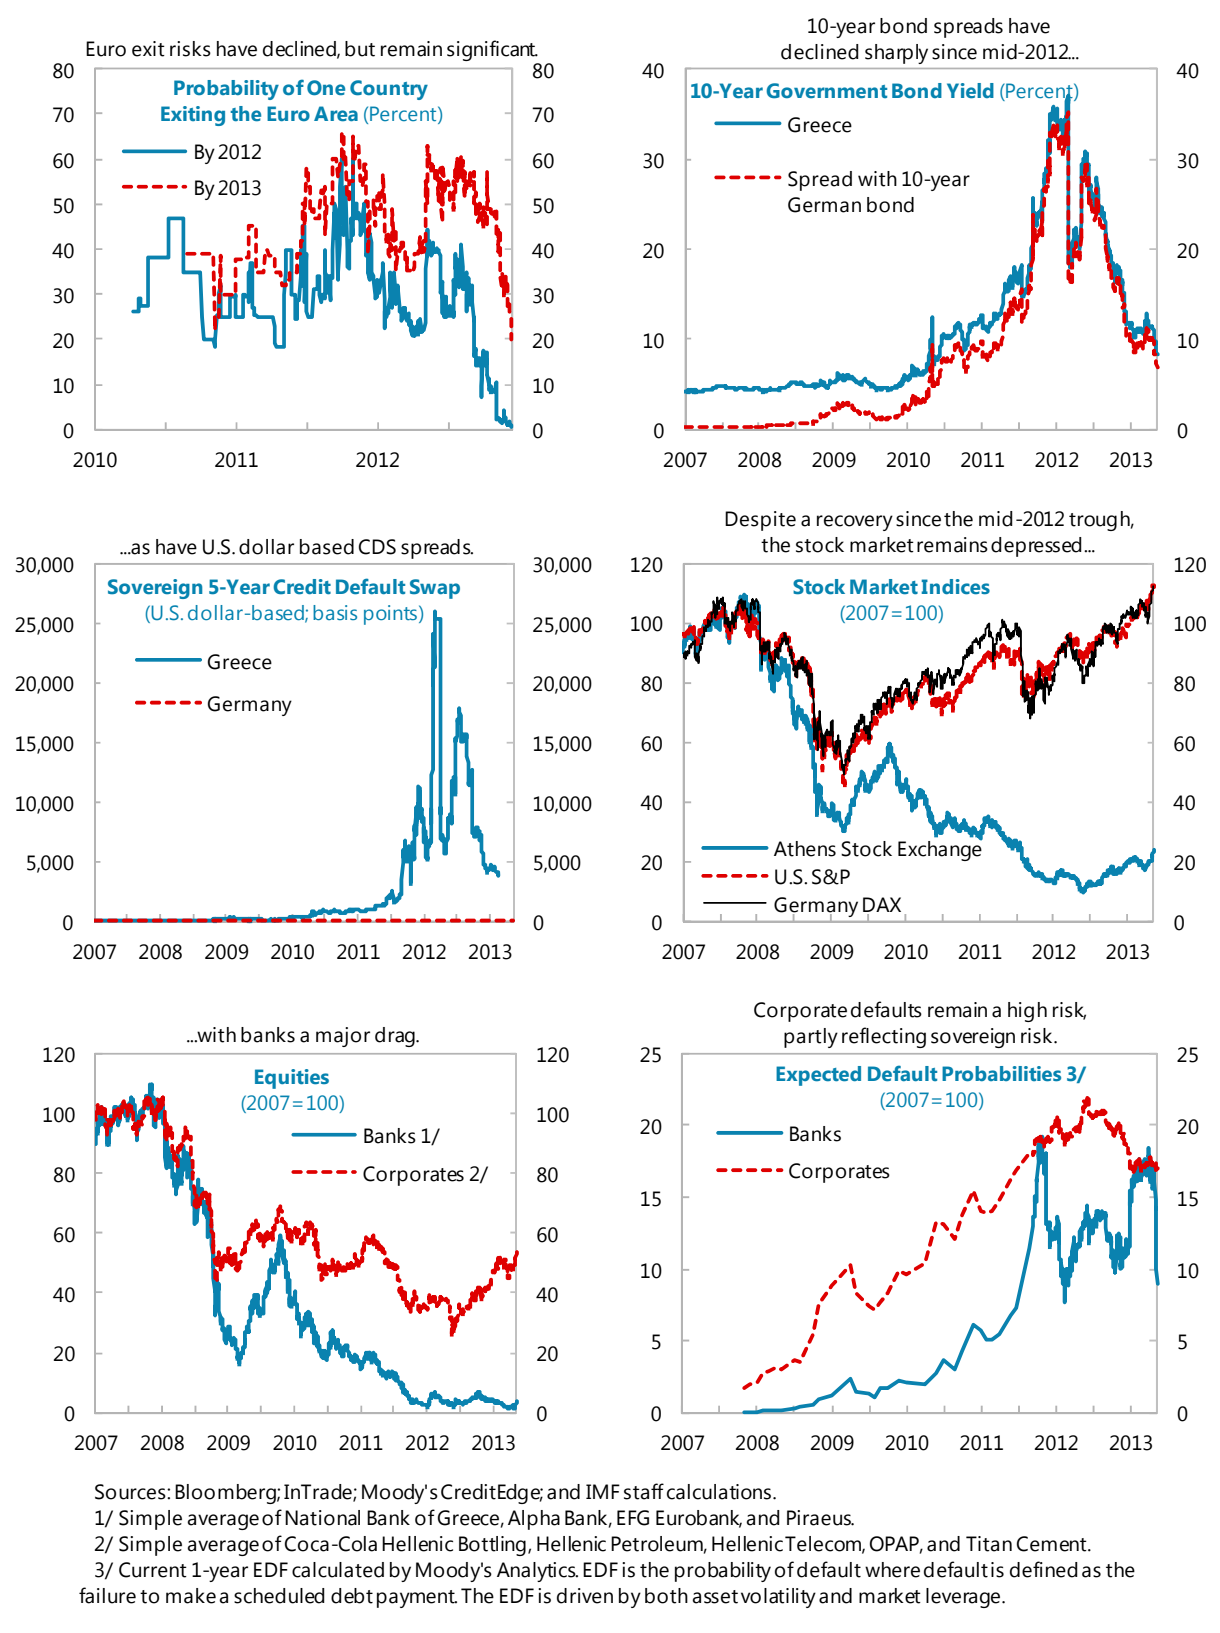 Euro exit risks have declined, but remain significant.
80 80
Probability of One Country
Exiting the Euro Area (Percent)
70 70
By 2012
60 60
By 2013
50 50
40 40
30 30
20 20
10 10
0 0
2010 2011 2012
10-year bond spreads have
declined sharply since mid-2012...
40 40
10-Year Government Bond Yield (Percent)
Greece
30 30
Spread with 10-year
German bond
20 20
10 10
0 0
2007 2008 2009 2010 2011 2012 2013
...as have U.S. dollar based CDS spreads.
30,000 30,000
Sovereign 5-Year Credit Default Swap
(U.S. dollar-based; basis points)
25,000 25,000
Greece
20,000 20,000
Germany
15,000 15,000
10,000 10,000
5,000 5,000
0 0
2007 2008 2009 2010 2011 2012 2013
Despite a recovery since the mid-2012 trough,
the stock market remains depressed...
120 120
Stock Market Indices
(2007=100)
100 100
80 80
60 60
40 40
Athens Stock Exchange
20 20
U.S. S&P
Germany DAX
0 0
2007 2008 2009 2010 2011 2012 2013
...with banks a major drag.
120 120
Equities
(2007=100)
100 100
Banks 1/
80 80
Corporates 2/
60 60
40 40
20 20
0 0
2007 2008 2009 2010 2011 2012 2013
Corporate defaults remain a high risk,
partly reflecting sovereign risk.
25 25
Expected Default Probabilities 3/
(2007=100)
20 20
Banks
Corporates
15 15
10 10
5 5
0 0
2007 2008 2009 2010 2011 2012 2013
Sources: Bloomberg; InTrade; Moody's CreditEdge; and IMF staff calculations.
1/ Simple average of National Bank of Greece, Alpha Bank, EFG Eurobank, and Piraeus.
2/ Simple average of Coca-Cola Hellenic Bottling, Hellenic Petroleum, Hellenic Telecom, OPAP, and Titan Cement.
3/ Current 1-year EDF calculated by Moody's Analytics. EDF is the probability of default where default is defined as the
failure to make a scheduled debt payment. The EDF is driven by both asset volatility and market leverage.